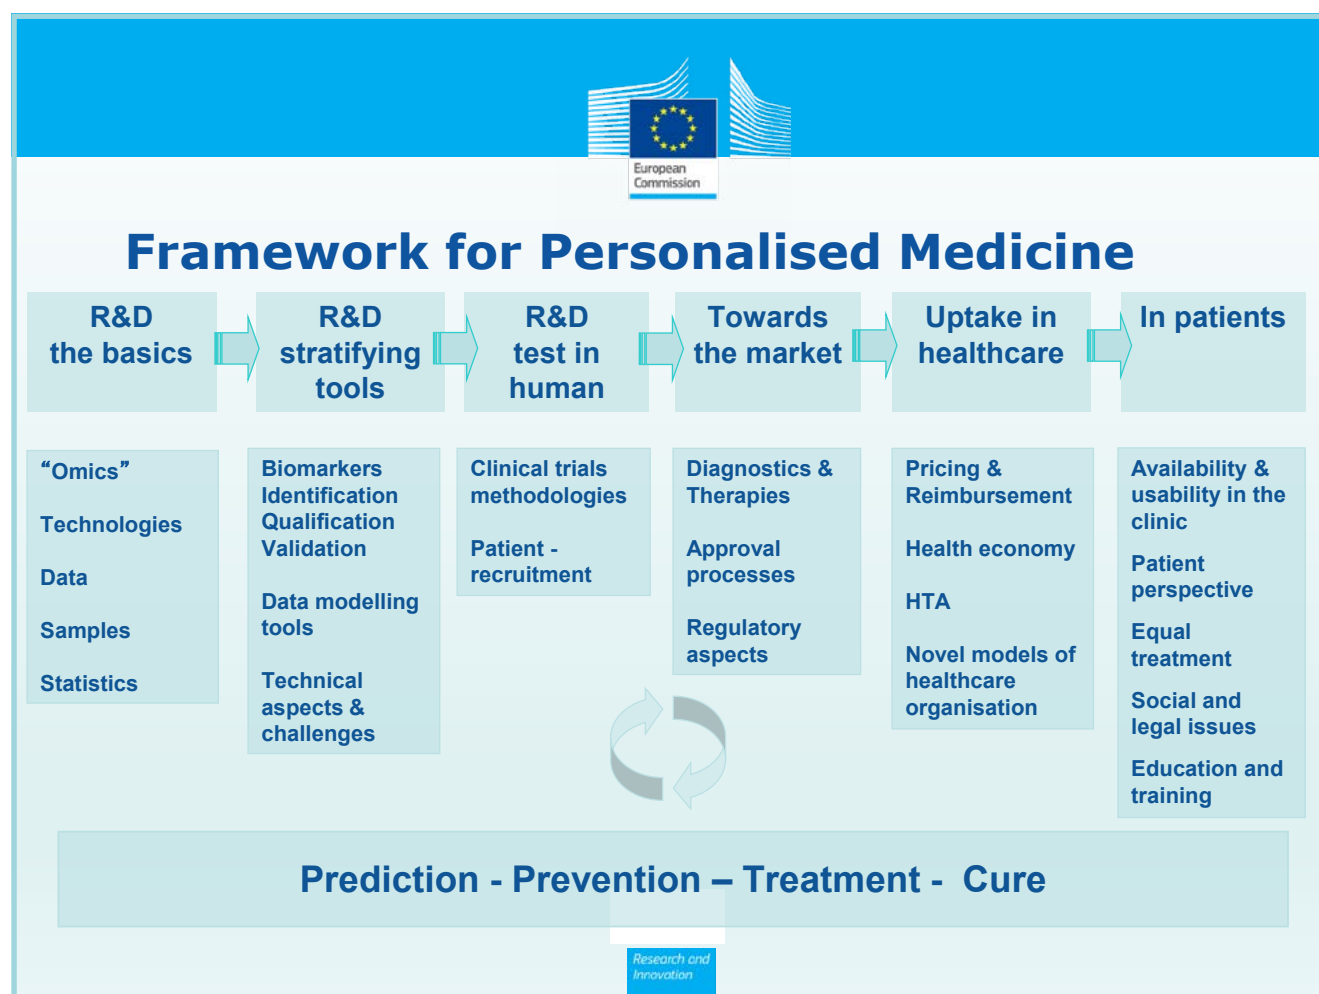 European
Commission
Framework for Personalised Medicine
R&D
the basics
R&D
stratifying
tools
R&D
test in
human
Towards
the market
Uptake in
healthcare
In patients
“Omics”
Technologies
Data
Samples
Statistics
Biomarkers
Identification
Qualification
Validation
Data modelling
tools
Technical
aspects &
challenges
Clinical trials
methodologies
Patient -
recruitment
Diagnostics &
Therapies
Approval
processes
Regulatory
aspects
Pricing &
Reimbursement
Health economy
HTA
Novel models of
healthcare
organisation
Availability &
usability in the
clinic
Patient
perspective
Equal
treatment
Social and
legal issues
Education and
training
Prediction - Prevention – Treatment -  Cure
Research and
Innovation